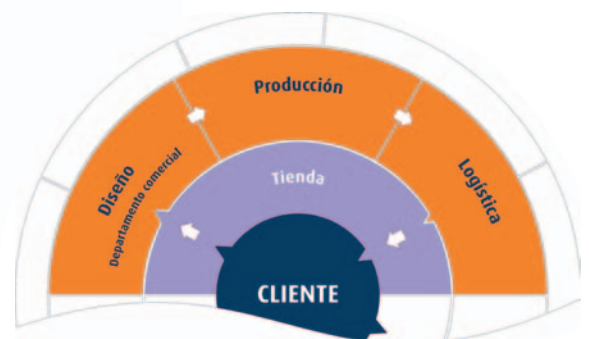 Producción
Diseño
Departamento comercial
Logística
Tienda
CLIENTE